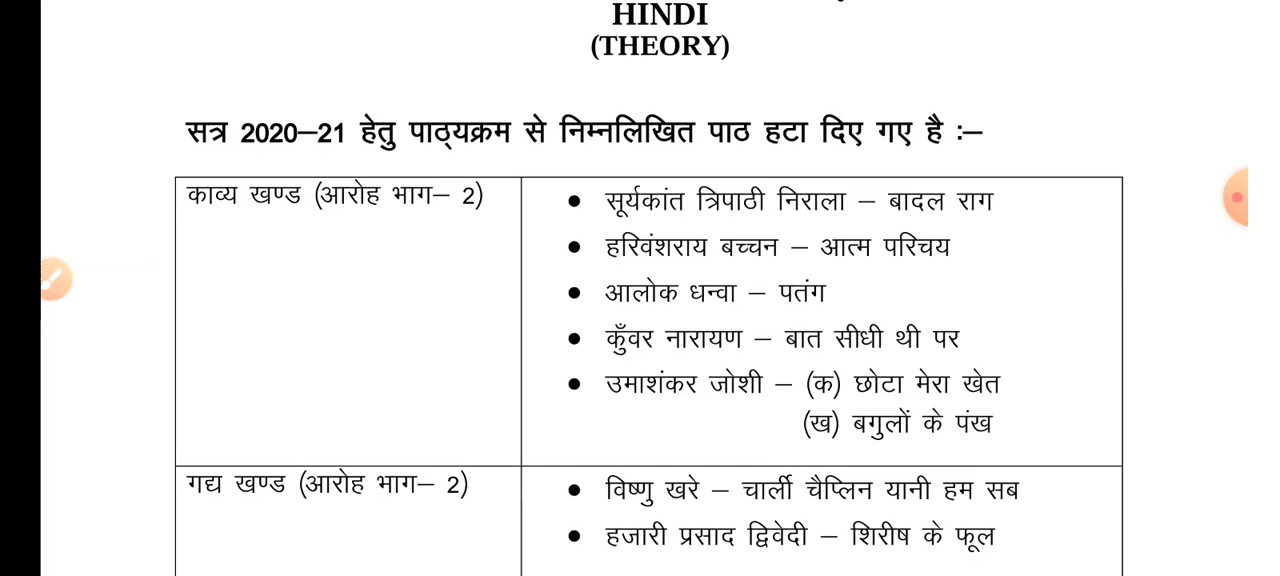 HINDI
(THEORY)
सत्र 2020–21 हेतु पाठ्यक्रम से निम्नलिखित पाठ हटा दिए गए है :–
काव्य खण्ड (आरोह भाग– 2)
• सूर्यकांत त्रिपाठी निराला – बादल राग
• हरिवंशराय बच्चन – आत्म परिचय
• आलोक धन्वा – पतंग
• कुँवर नारायण – बात सीधी थी पर
• उमाशंकर जोशी – (क) छोटा मेरा खेत
(ख) बगुलों के पंख
गद्य खण्ड (आरोह भाग– 2)
• विष्णु खरे – चार्ली चैप्लिन यानी हम सब
• हजारी प्रसाद द्विवेदी – शिरीष के फूल